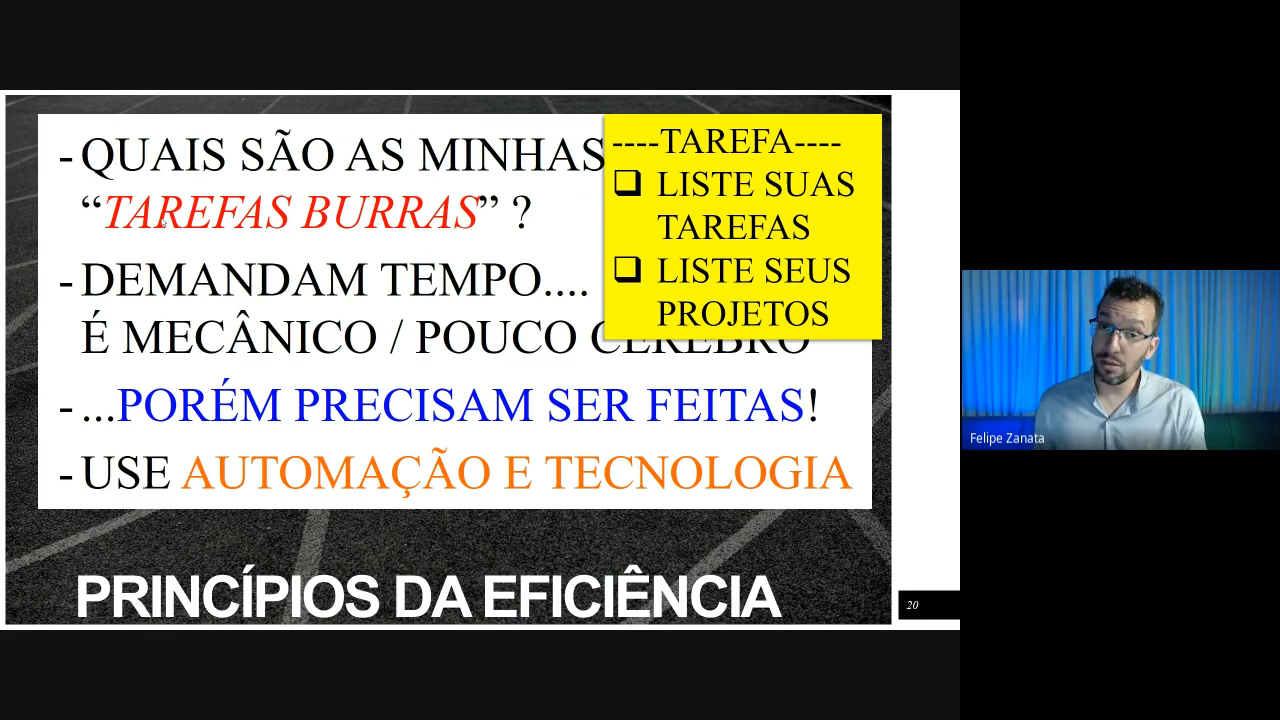 - QUAIS SÃO AS MINHAS
“TAREFAS BURRAS” ?
- DEMANDAM TEMPO....
É MECÂNICO / POUCO CÉREBRO
- ...PORÉM PRECISAM SER FEITAS!
- USE AUTOMAÇÃO E TECNOLOGIA
----TAREFA----
❑ LISTE SUAS
TAREFAS
❑ LISTE SEUS
PROJETOS
PRINCÍPIOS DA EFICIÊNCIA
20
Felipe Zanata